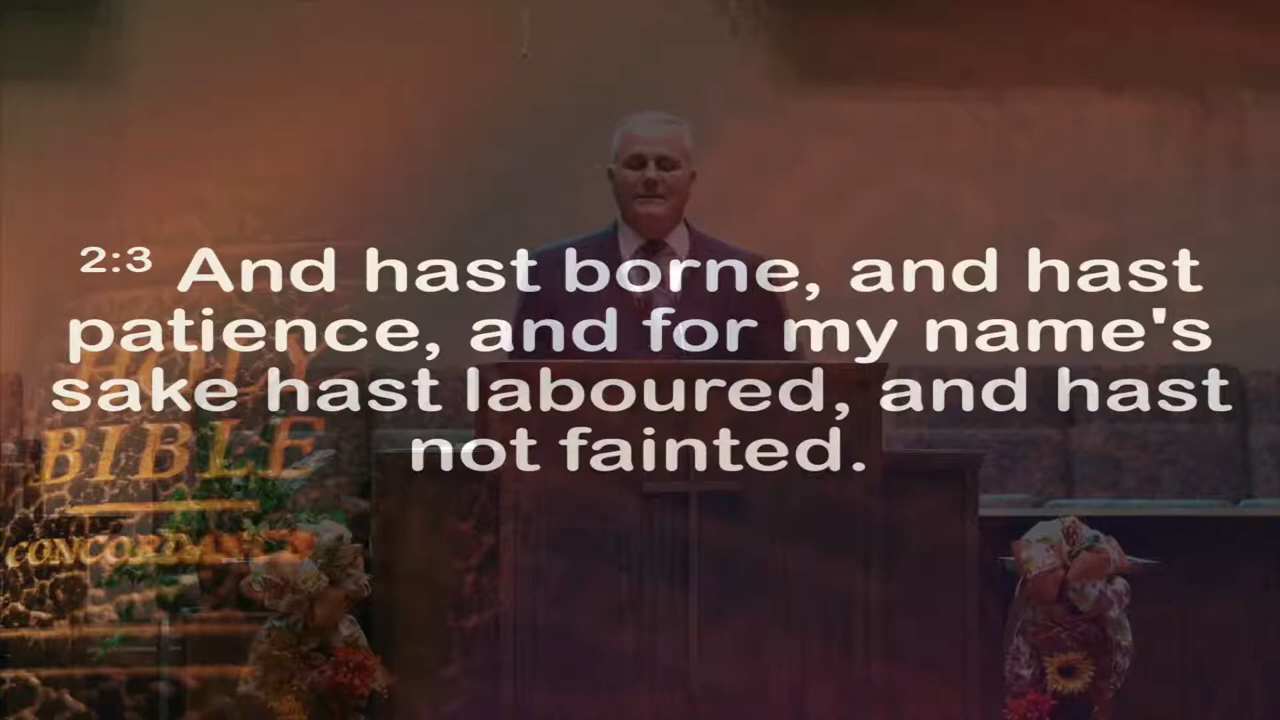 2:3 And hast borne, and hast
patience, and for my name's
sake hast laboured, and hast
not fainted.
HOLY
BIBLE
CONCORDANCE